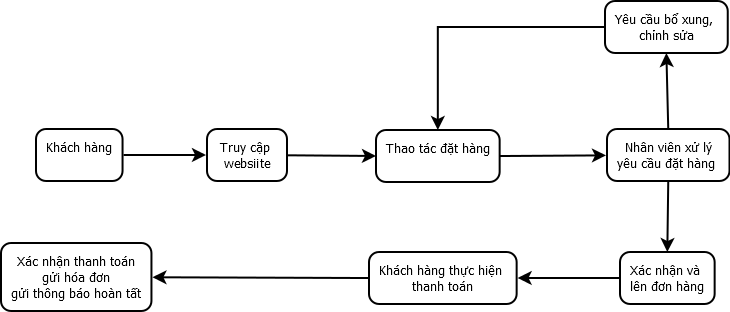 Yêu cầu bổ xung,
chỉnh sửa
Khách hàng
Truy cập
websiite
Thao tác đặt hàng
Nhân viên xử lý
yêu cầu đặt hàng
Xác nhận thanh toán
gửi hóa đơn
gửi thông báo hoàn tất
Khách hàng thực hiện
thanh toán
Xác nhận và
lên đơn hàng